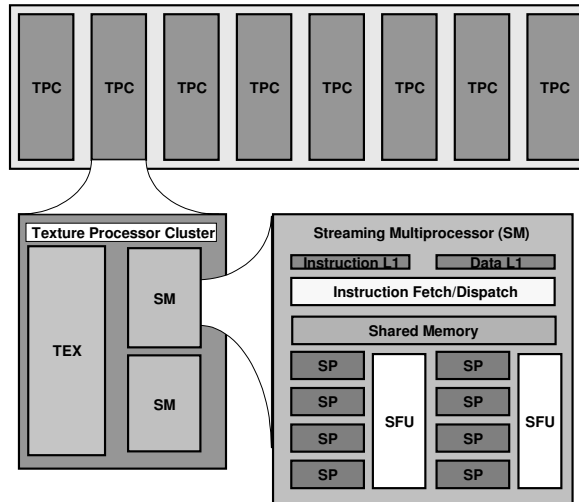 TPC TPC TPC TPC TPC TPC TPC TPC
Texture Processor Cluster
TEX
SM
SM
Streaming Multiprocessor (SM)
Instruction L1 Data L1
Instruction Fetch/Dispatch
Shared Memory
SP SP
SP SP
SFU SFU
SP SP
SP SP